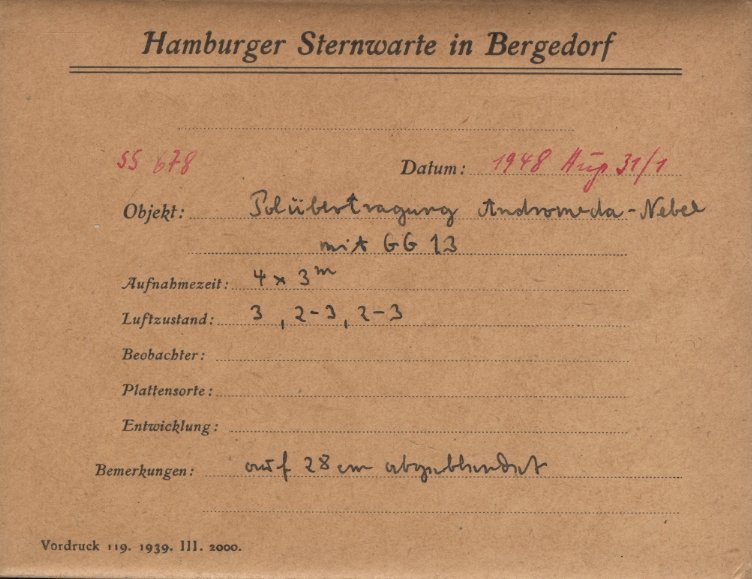 Hamburger Sternwarte in Bergedorf
SS 678 Datum: 1948 Aug 31/1
Objekt: Polübertragung Andromeda-Nebel
mit GG 13
Aufnahmezeit: 4 x 3m
Luftzustand: 3, 2-3, 2-3
Beobachter:
Plattensorte:
Entwicklung:
Bemerkungen: auf 28 cm abgeblendet
Vordruck 119. 1939. III. 2000.